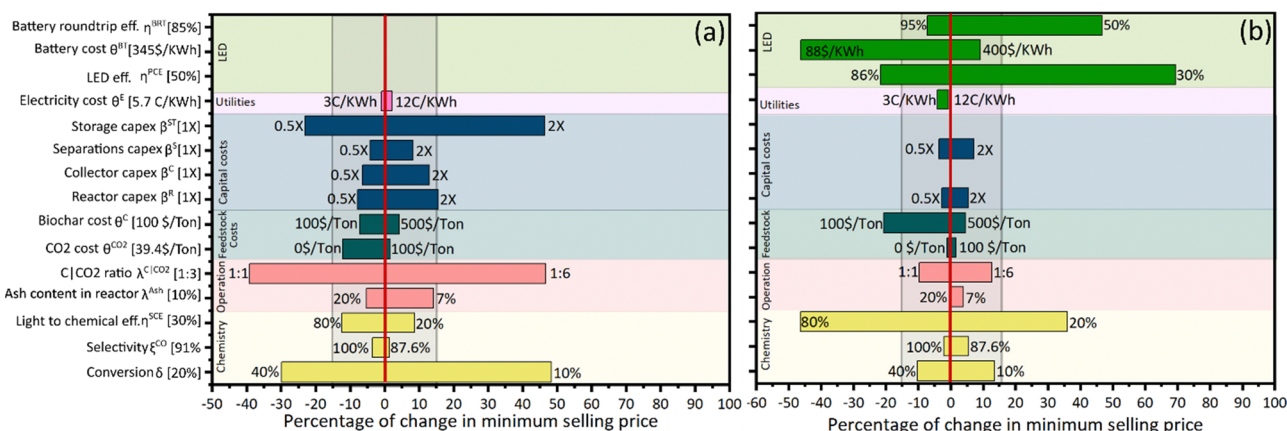 Battery roundtrip eff. η^BRT [85%]
Battery cost θ^BT [345$/KWh]
LED eff. η^PCE [50%]
Electricity cost θ^E [5.7 C/KWh]
Storage capex β^ST [1X]
Separations capex β^S[1X]
Collector capex β^C [1X]
Reactor capex β^R [1X]
Biochar cost θ^C [100 $/Ton]
CO2 cost θ^CO2 [39.4$/Ton]
C|CO2 ratio λ^C|CO2 [1:3]
Ash content in reactor λ^Ash [10%]
Light to chemical eff.η^SCE [30%]
Selectivity ξ^CO [91%
Conversion δ [20%]
(a)
LED
Utilities
Capital costs
Feedstock
Costs
Operation
Chemistry
3C/KWh 12C/KWh
0.5X 2X
0.5X 2X
0.5X 2X
0.5X 2X
100$/Ton 500$/Ton
0$/Ton 100$/Ton
1:1 1:6
20% 7%
80% 20%
100% 87.6%
40% 10%
-50 -40 -30 -20 -10 0 10 20 30 40 50 60 70 80 90 100
Percentage of change in minimum selling price
(b)
LED
Utilities
Capital costs
Feedstock
Costs
Operation
Chemistry
95% 50%
88$/KWh 400$/KWh
86% 30%
3C/KWh 12C/KWh
0.5X 2X
0.5X 2X
100$/Ton 500$/Ton
0$/Ton 100 $/Ton
1:1 1:6
20% 7%
80% 20%
100% 87.6%
40% 10%
-60 -50 -40 -30 -20 -10 0 10 20 30 40 50 60 70 80 90 100
Percentage of change in minimum selling price